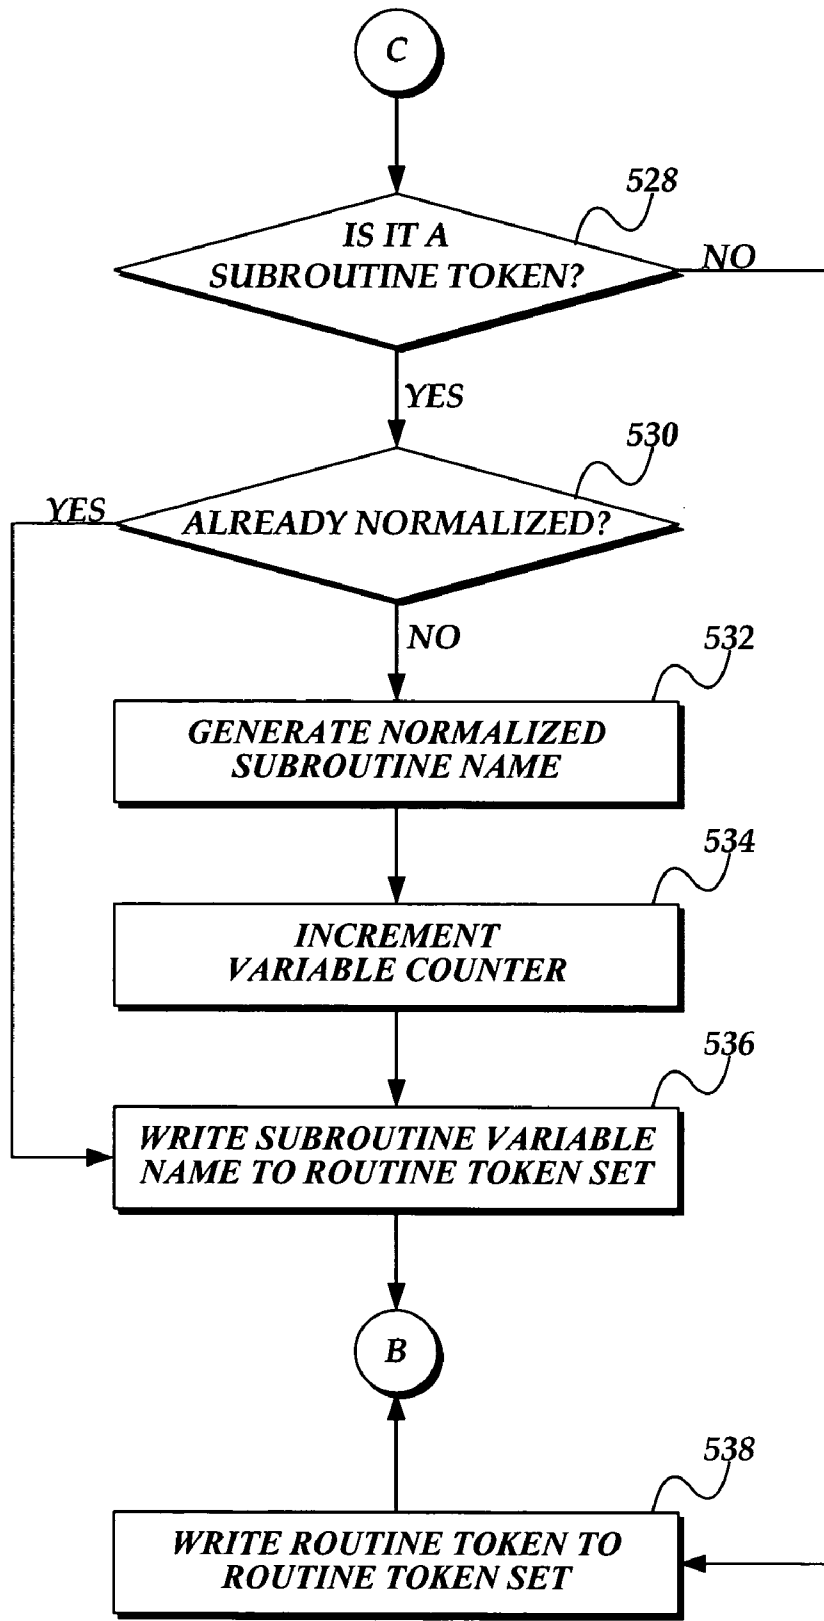 C
528
IS IT A
SUBROUTINE TOKEN?
NO
YES
530
YES
ALREADY NORMALIZED?
NO
532
GENERATE NORMALIZED
SUBROUTINE NAME
534
INCREMENT
VARIABLE COUNTER
536
WRITE SUBROUTINE VARIABLE
NAME TO ROUTINE TOKEN SET
B
538
WRITE ROUTINE TOKEN TO
ROUTINE TOKEN SET